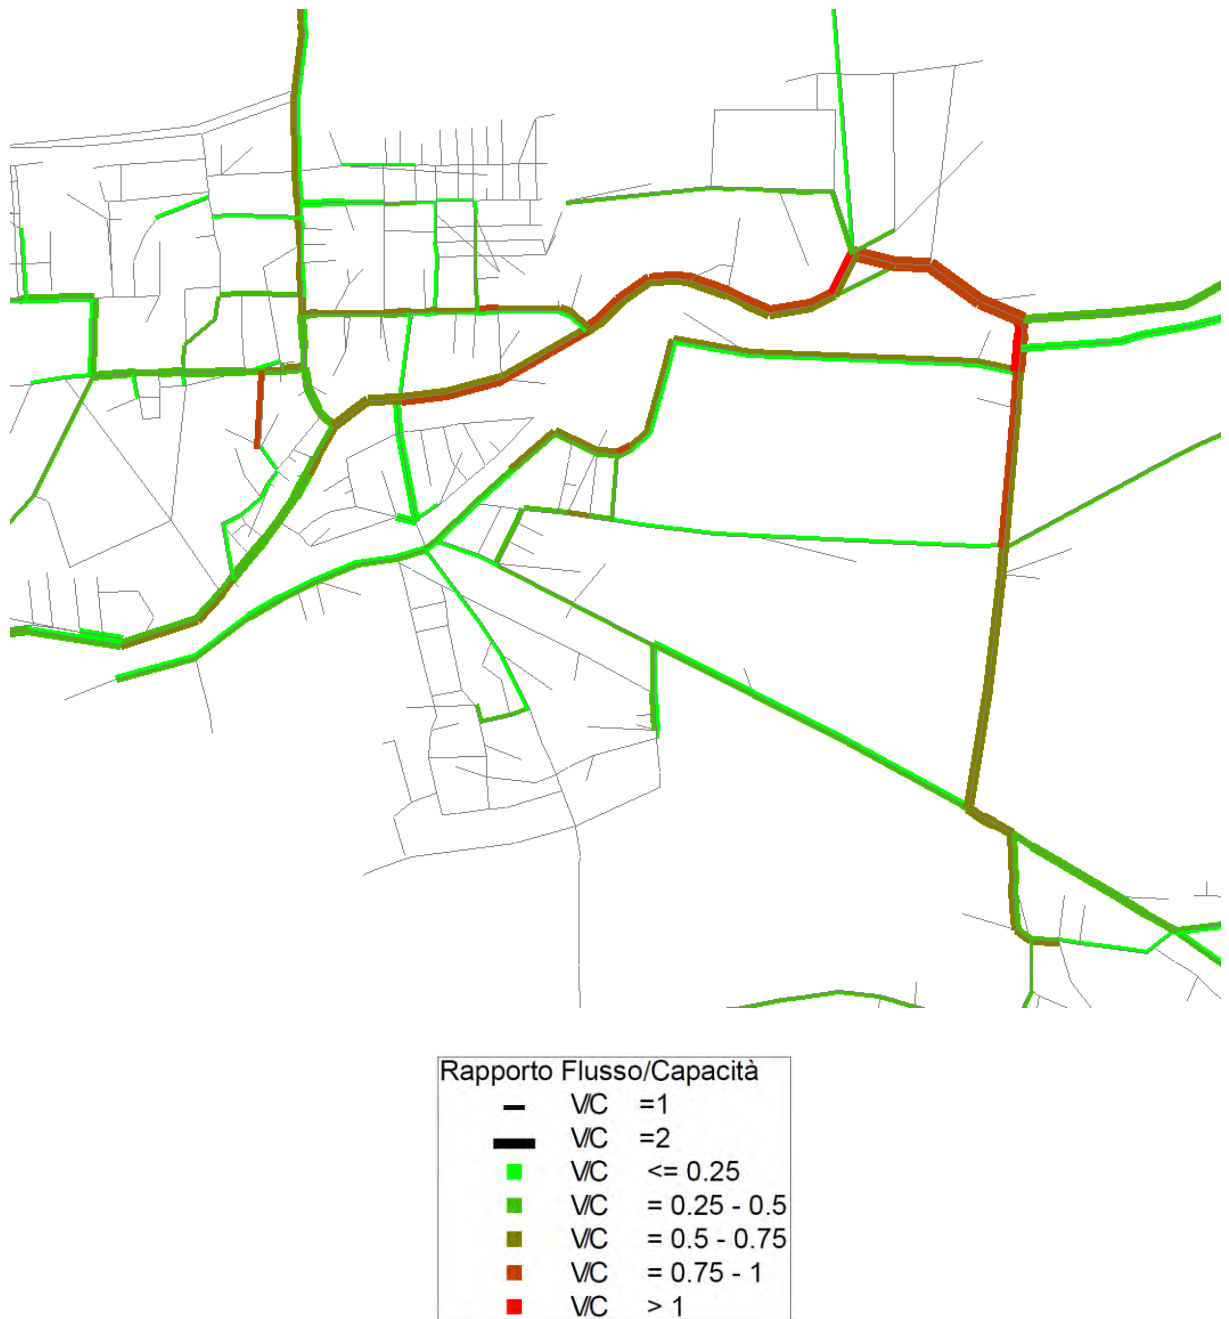 Rapporto Flusso/Capacità
V/C =1
V/C =2
V/C <= 0.25
V/C = 0.25 - 0.5
V/C = 0.5 - 0.75
V/C = 0.75 - 1
V/C > 1